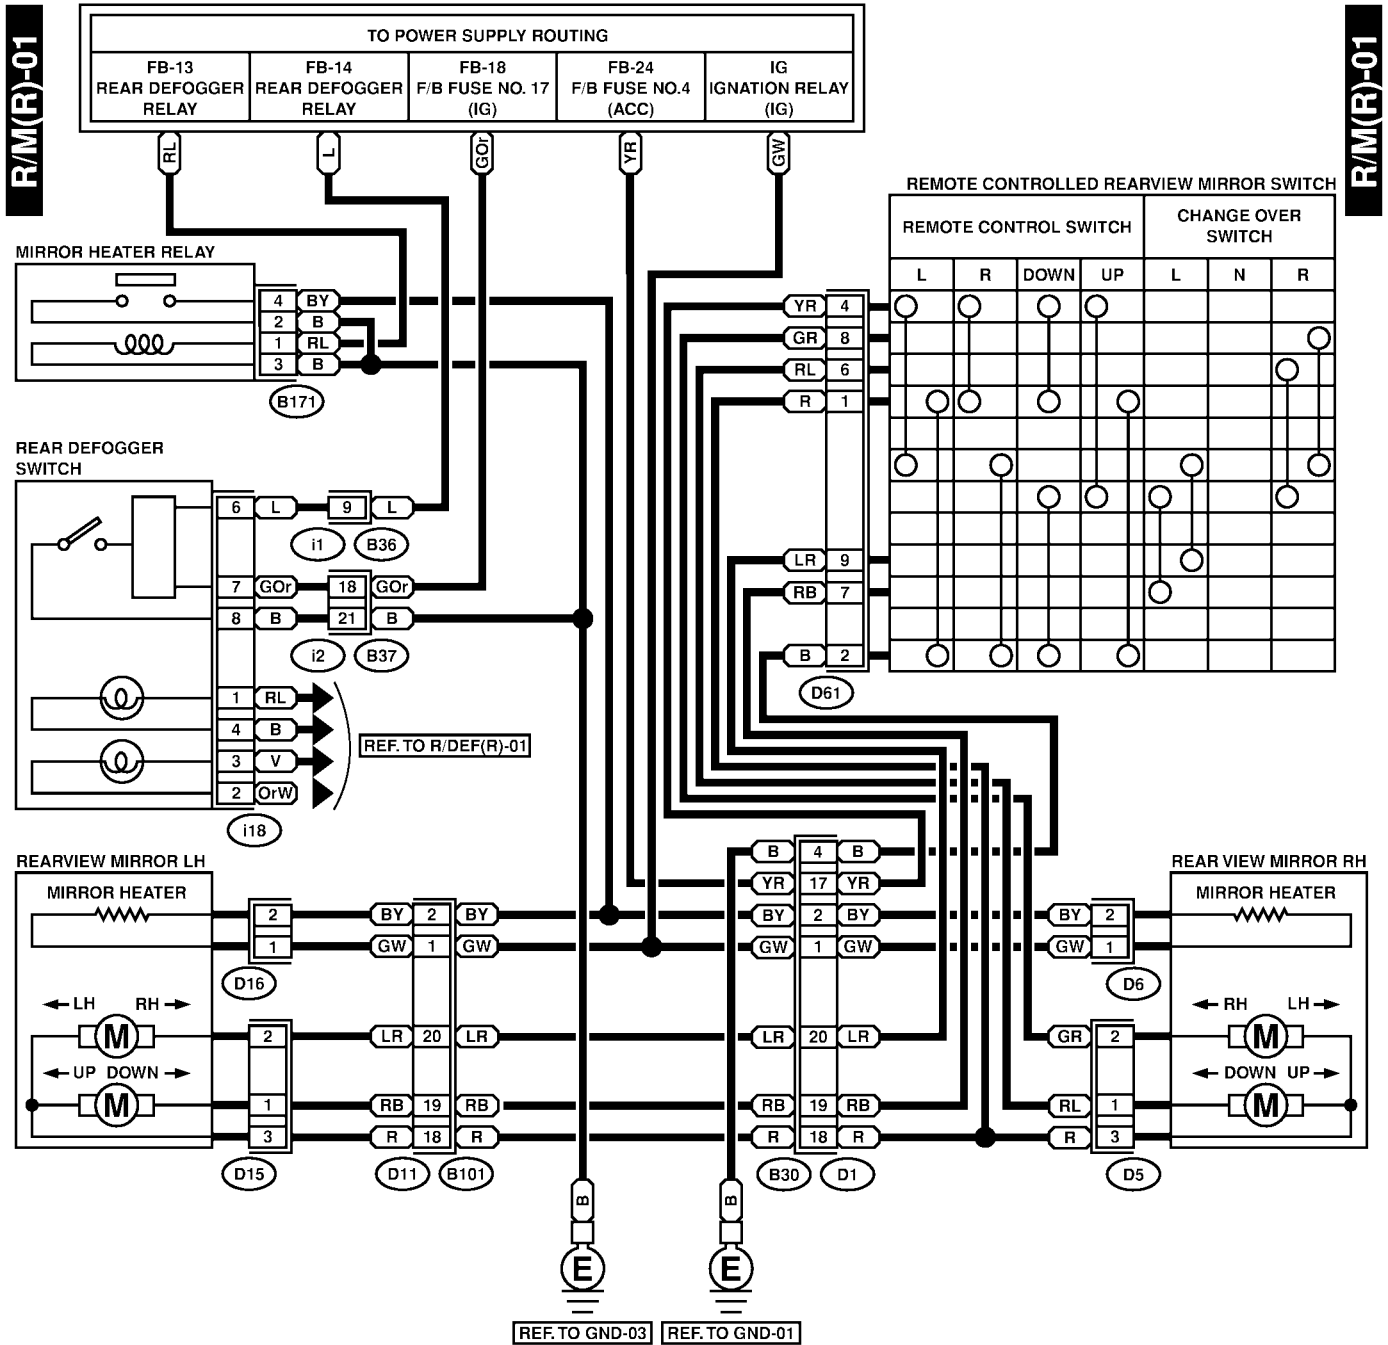 R/M(R)-01
R/M(R)-01
TO POWER SUPPLY ROUTING
FB-13
REAR DEFOGGER
RELAY
FB-14
REAR DEFOGGER
RELAY
FB-18
F/B FUSE NO. 17
(IG)
FB-24
F/B FUSE NO.4
(ACC)
IG
IGNATION RELAY
(IG)
RL
L
GOr
YR
GW
REMOTE CONTROLLED REARVIEW MIRROR SWITCH
REMOTE CONTROL SWITCH
CHANGE OVER
SWITCH
L R DOWN UP L N R
YR 4
GR 8
RL 6
R 1
LR 9
RB 7
B 2
D61
MIRROR HEATER RELAY
4 BY
2 B
1 RL
3 B
B171
REAR DEFOGGER
SWITCH
6 L 9 L
i1 B36
7 GOr 18 GOr
8 B 21 B
i2 B37
1 RL
4 B
3 V
2 OrW
REF. TO R/DEF(R)-01
i18
REARVIEW MIRROR LH
MIRROR HEATER
2
1
D16
LH RH
M
UP DOWN
M
2
1
3
D15
BY 2 BY
GW 1 GW
LR 20 LR
RB 19 RB
R 18 R
D11 B101
B 4 B
YR 17 YR
BY 2 BY
GW 1 GW
LR 20 LR
RB 19 RB
R 18 R
B30 D1
REAR VIEW MIRROR RH
MIRROR HEATER
BY 2
GW 1
D6
RH LH
M
DOWN UP
M
GR 2
RL 1
R 3
D5
B
E
REF. TO GND-03
B
E
REF. TO GND-01